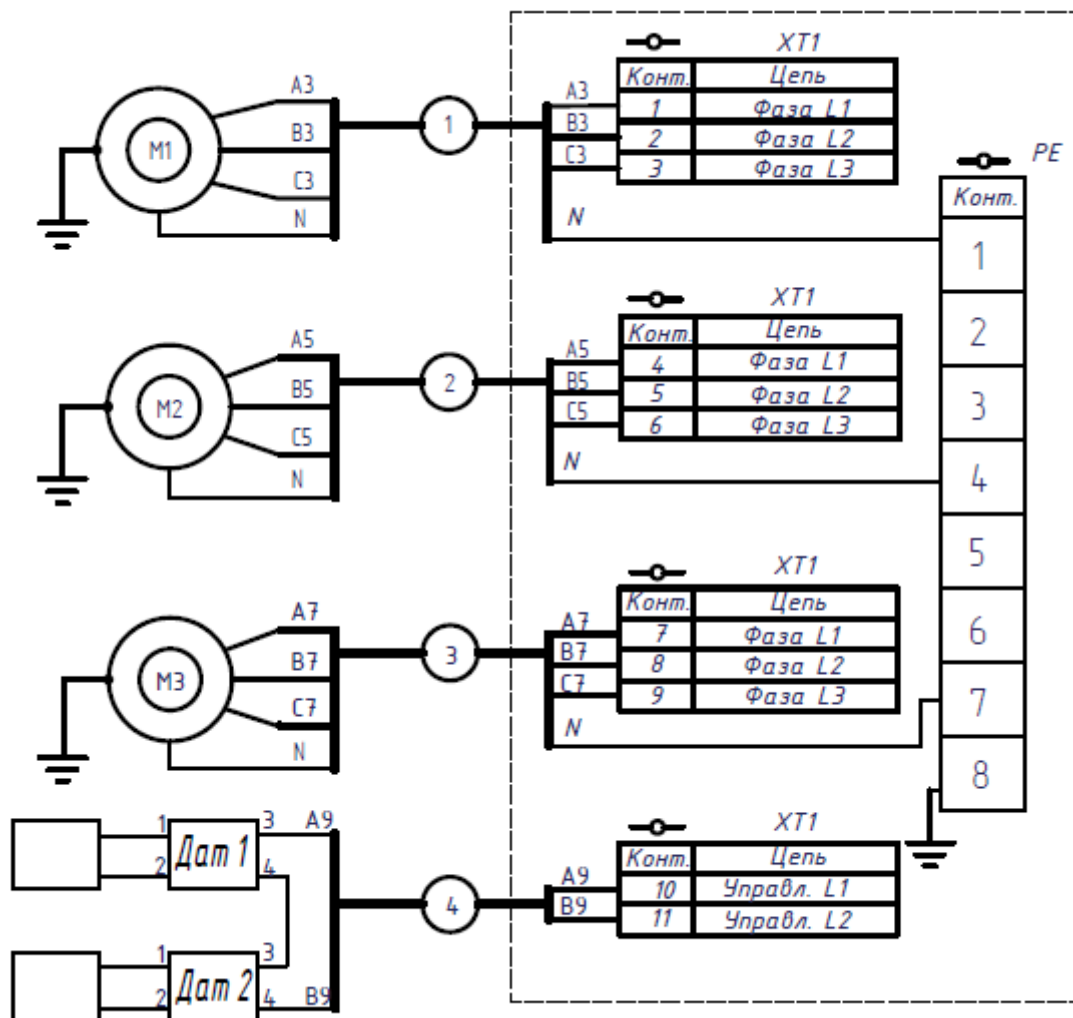 A3
B3
C3
N
M1
1
A3
B3
C3
N
XT1
Конт. Цепь
1 Фаза L1
2 Фаза L2
3 Фаза L3
PE
Конт.
1
2
3
4
5
6
7
8
A5
B5
C5
N
M2
2
A5
B5
C5
N
XT1
Конт. Цепь
4 Фаза L1
5 Фаза L2
6 Фаза L3
A7
B7
C7
N
M3
3
A7
B7
C7
N
XT1
Конт. Цепь
7 Фаза L1
8 Фаза L2
9 Фаза L3
1
2
Дат 1
3
4
A9
1
2
Дат 2
3
4
B9
4
A9
B9
XT1
Конт. Цепь
10 Управл. L1
11 Управл. L2